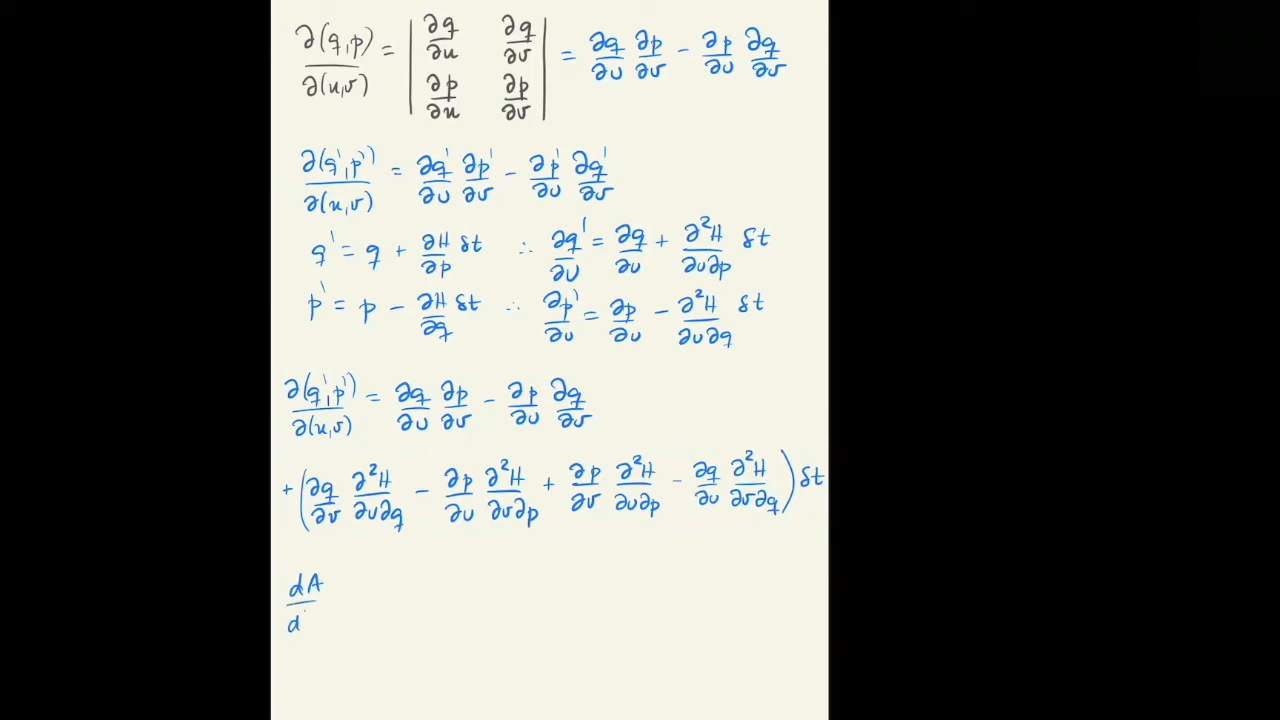 ∂(q,p)/∂(u,v) = | ∂q/∂u ∂q/∂v ; ∂p/∂u ∂p/∂v | = ∂q/∂u ∂p/∂v − ∂p/∂u ∂q/∂v
∂(q',p')/∂(u,v) = ∂q'/∂u ∂p'/∂v − ∂p'/∂u ∂q'/∂v
q' = q + ∂H/∂p δt ∴ ∂q'/∂u = ∂q/∂u + ∂²H/∂u∂p δt
p' = p − ∂H/∂q δt ∴ ∂p'/∂u = ∂p/∂u − ∂²H/∂u∂q δt
∂(q',p')/∂(u,v) = ∂q/∂u ∂p/∂v − ∂p/∂u ∂q/∂v
+ (∂q/∂v ∂²H/∂u∂q − ∂p/∂u ∂²H/∂v∂p + ∂p/∂v ∂²H/∂u∂p − ∂q/∂u ∂²H/∂v∂q) δt
dA/d